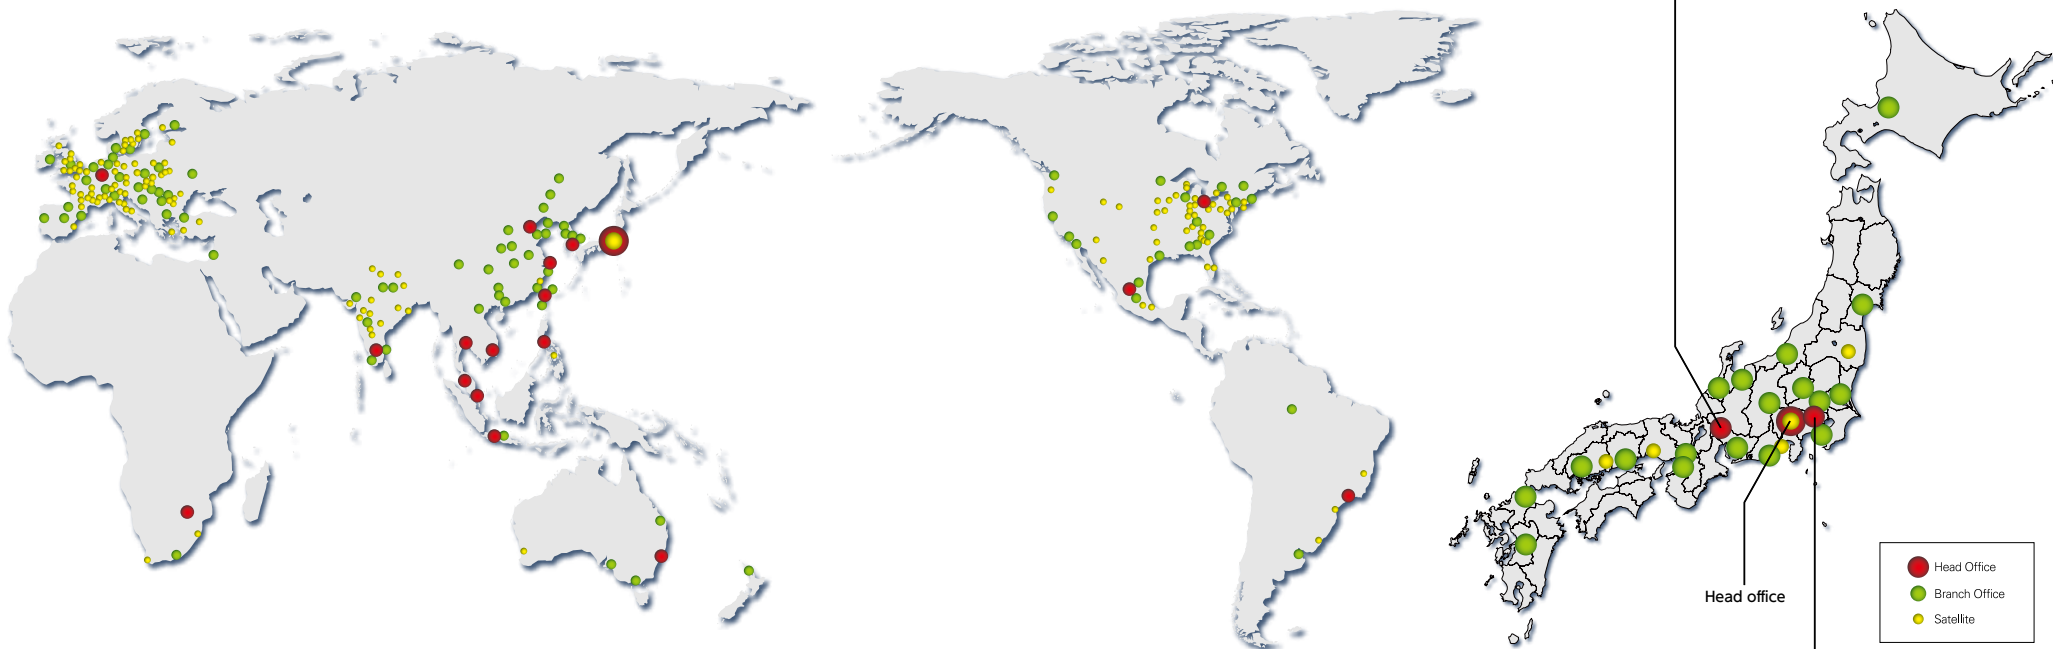 Head office
Head Office
Branch Office
Satellite